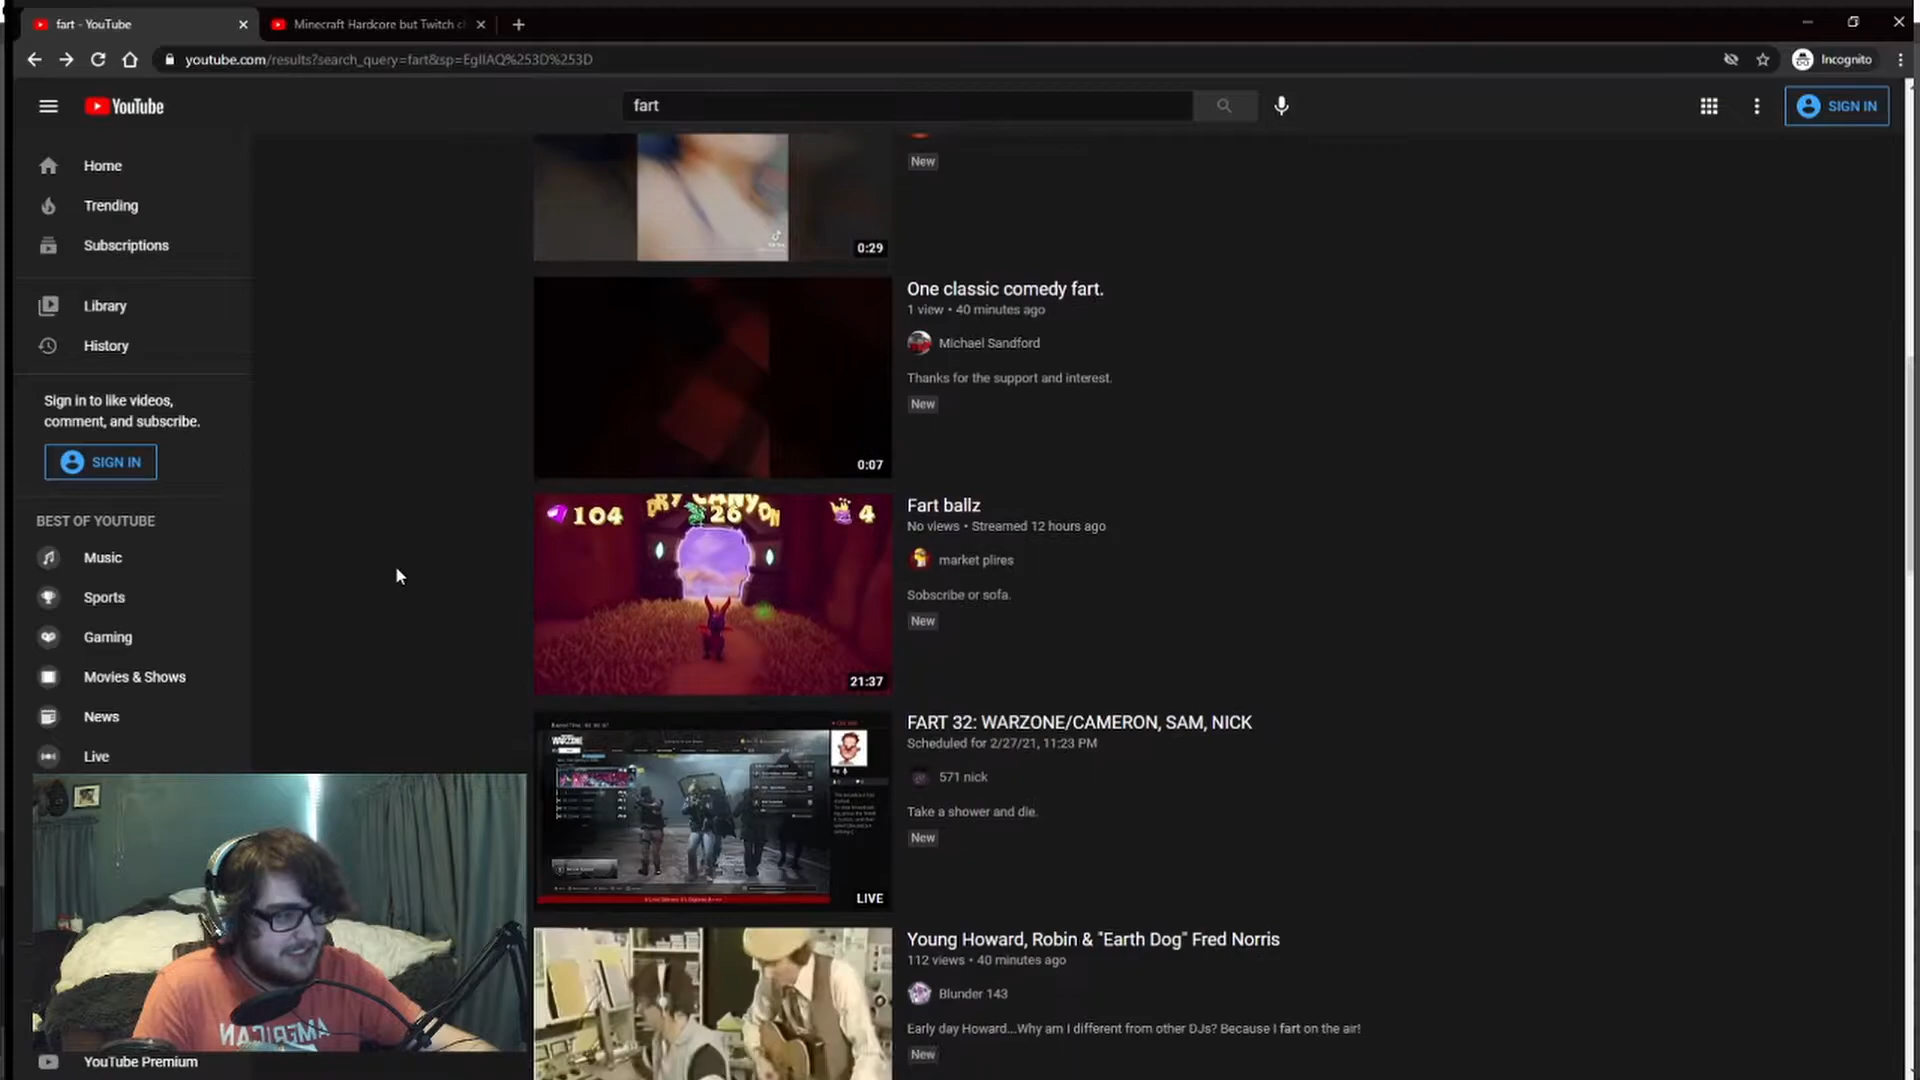 fart - YouTube
Minecraft Hardcore but Twitch c
youtube.com/results?search_query=fart&sp=EgIIAQ%253D%253D
Incognito
YouTube
fart
SIGN IN
Home
Trending
Subscriptions
Library
History
Sign in to like videos,
comment, and subscribe.
SIGN IN
BEST OF YOUTUBE
Music
Sports
Gaming
Movies & Shows
News
Live
YouTube Premium
New
0:29
One classic comedy fart.
1 view • 40 minutes ago
Michael Sandford
Thanks for the support and interest.
New
0:07
DRY CANYON
104
26
4
21:37
Fart ballz
No views • Streamed 12 hours ago
market plires
Sobscribe or sofa.
New
WARZONE
LIVE
FART 32: WARZONE/CAMERON, SAM, NICK
Scheduled for 2/27/21, 11:23 PM
571 nick
Take a shower and die.
New
Young Howard, Robin & "Earth Dog" Fred Norris
112 views • 40 minutes ago
Blunder 143
Early day Howard...Why am I different from other DJs? Because I fart on the air!
New
AMERICAN